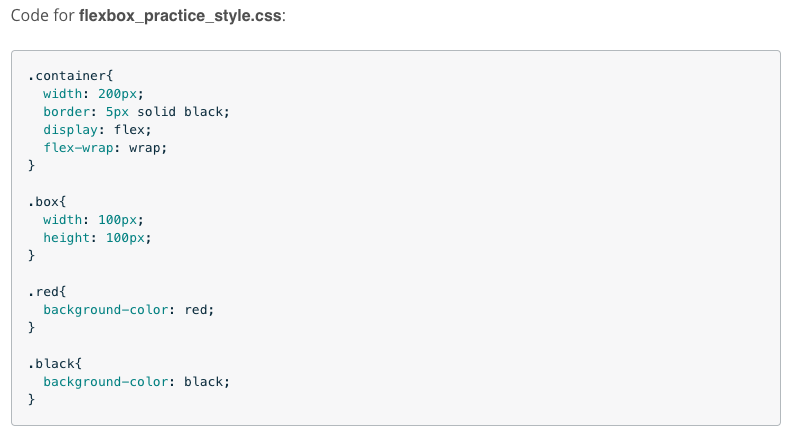 Code for flexbox_practice_style.css:
.container{
  width: 200px;
  border: 5px solid black;
  display: flex;
  flex-wrap: wrap;
}
.box{
  width: 100px;
  height: 100px;
}
.red{
  background-color: red;
}
.black{
  background-color: black;
}